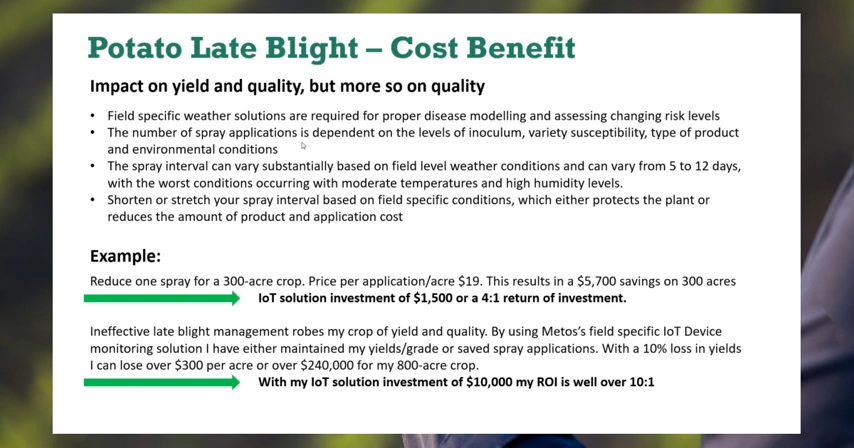 Potato Late Blight – Cost Benefit
Impact on yield and quality, but more so on quality
• Field specific weather solutions are required for proper disease modelling and assessing changing risk levels
• The number of spray applications is dependent on the levels of inoculum, variety susceptibility, type of product
and environmental conditions
• The spray interval can vary substantially based on field level weather conditions and can vary from 5 to 12 days,
with the worst conditions occurring with moderate temperatures and high humidity levels.
• Shorten or stretch your spray interval based on field specific conditions, which either protects the plant or
reduces the amount of product and application cost
Example:
Reduce one spray for a 300-acre crop. Price per application/acre $19. This results in a $5,700 savings on 300 acres
IoT solution investment of $1,500 or a 4:1 return of investment.
Ineffective late blight management robes my crop of yield and quality. By using Metos's field specific IoT Device
monitoring solution I have either maintained my yields/grade or saved spray applications. With a 10% loss in yields
I can lose over $300 per acre or over $240,000 for my 800-acre crop.
With my IoT solution investment of $10,000 my ROI is well over 10:1